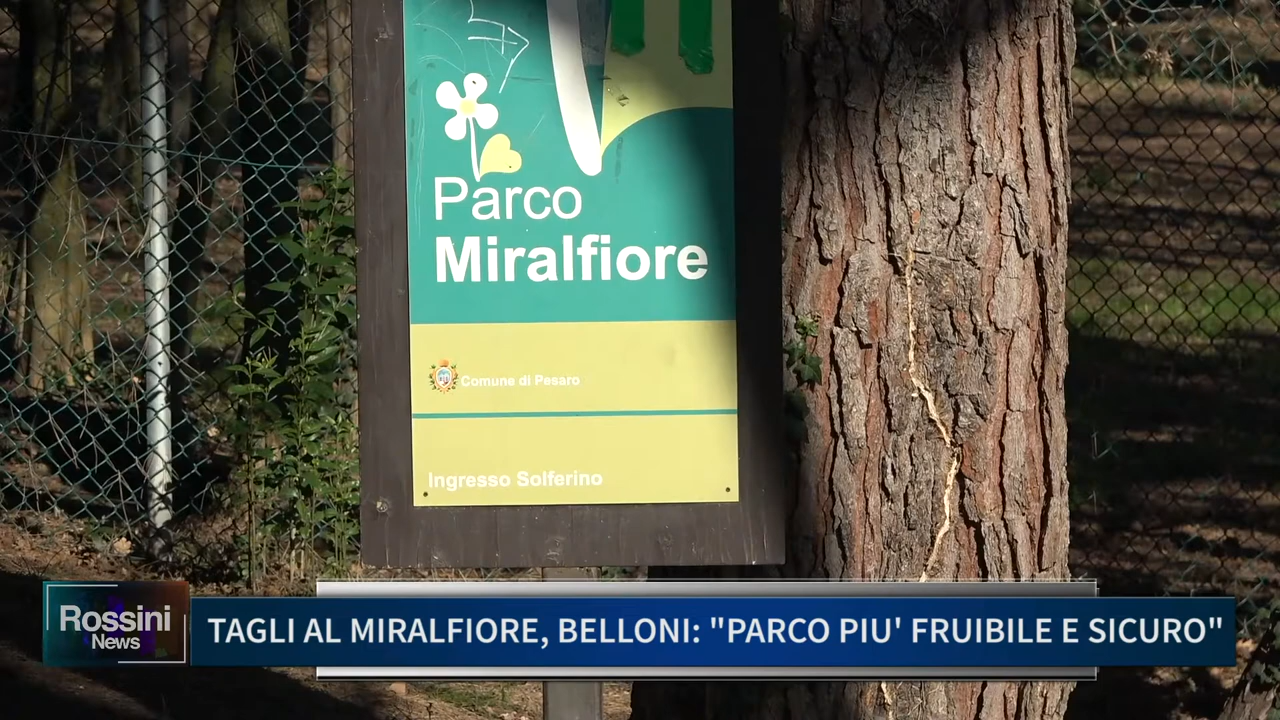 Parco
Miralfiore
Comune di Pesaro
Ingresso Solferino
Rossini
News
TAGLI AL MIRALFIORE, BELLONI: "PARCO PIU' FRUIBILE E SICURO"